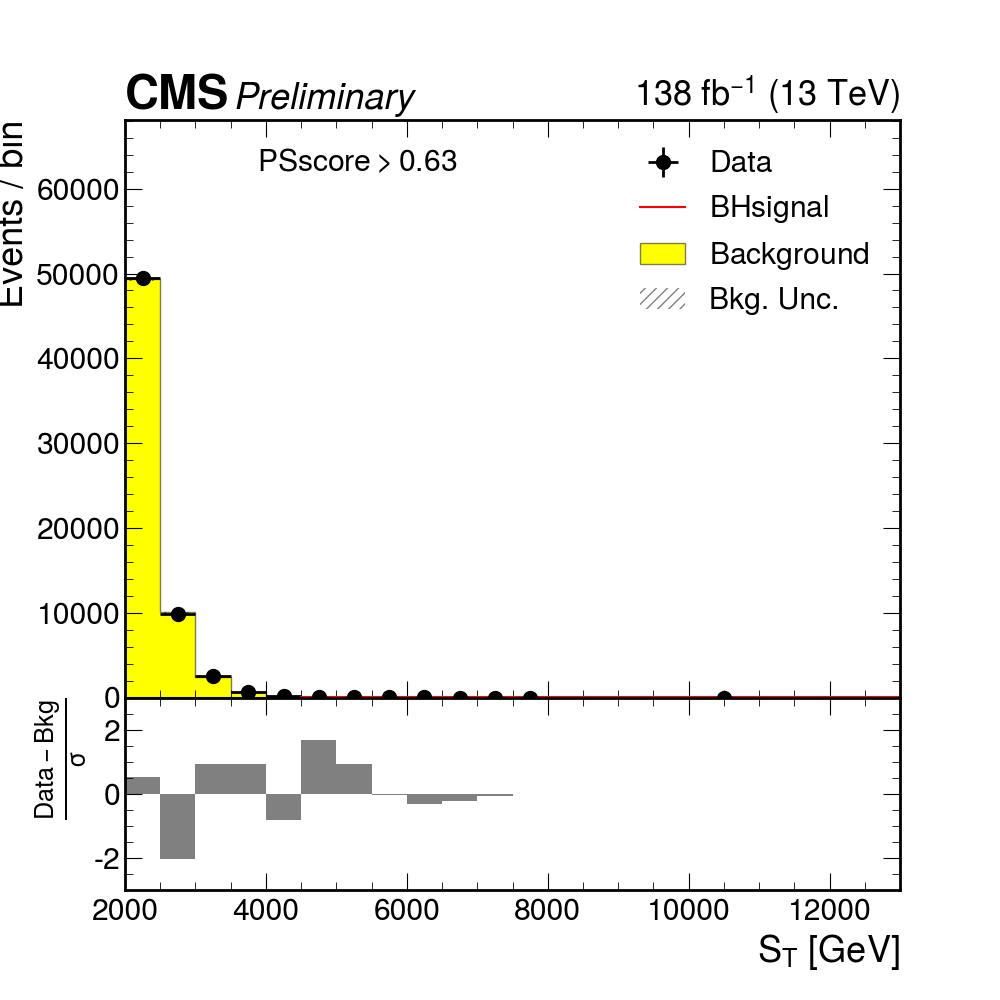 CMS Preliminary
138 fb⁻¹ (13 TeV)
Events / bin
PSscore > 0.63
Data
BHsignal
Background
Bkg. Unc.
60000
50000
40000
30000
20000
10000
0
Data − Bkg
σ
2
0
-2
2000 4000 6000 8000 10000 12000
S_T [GeV]